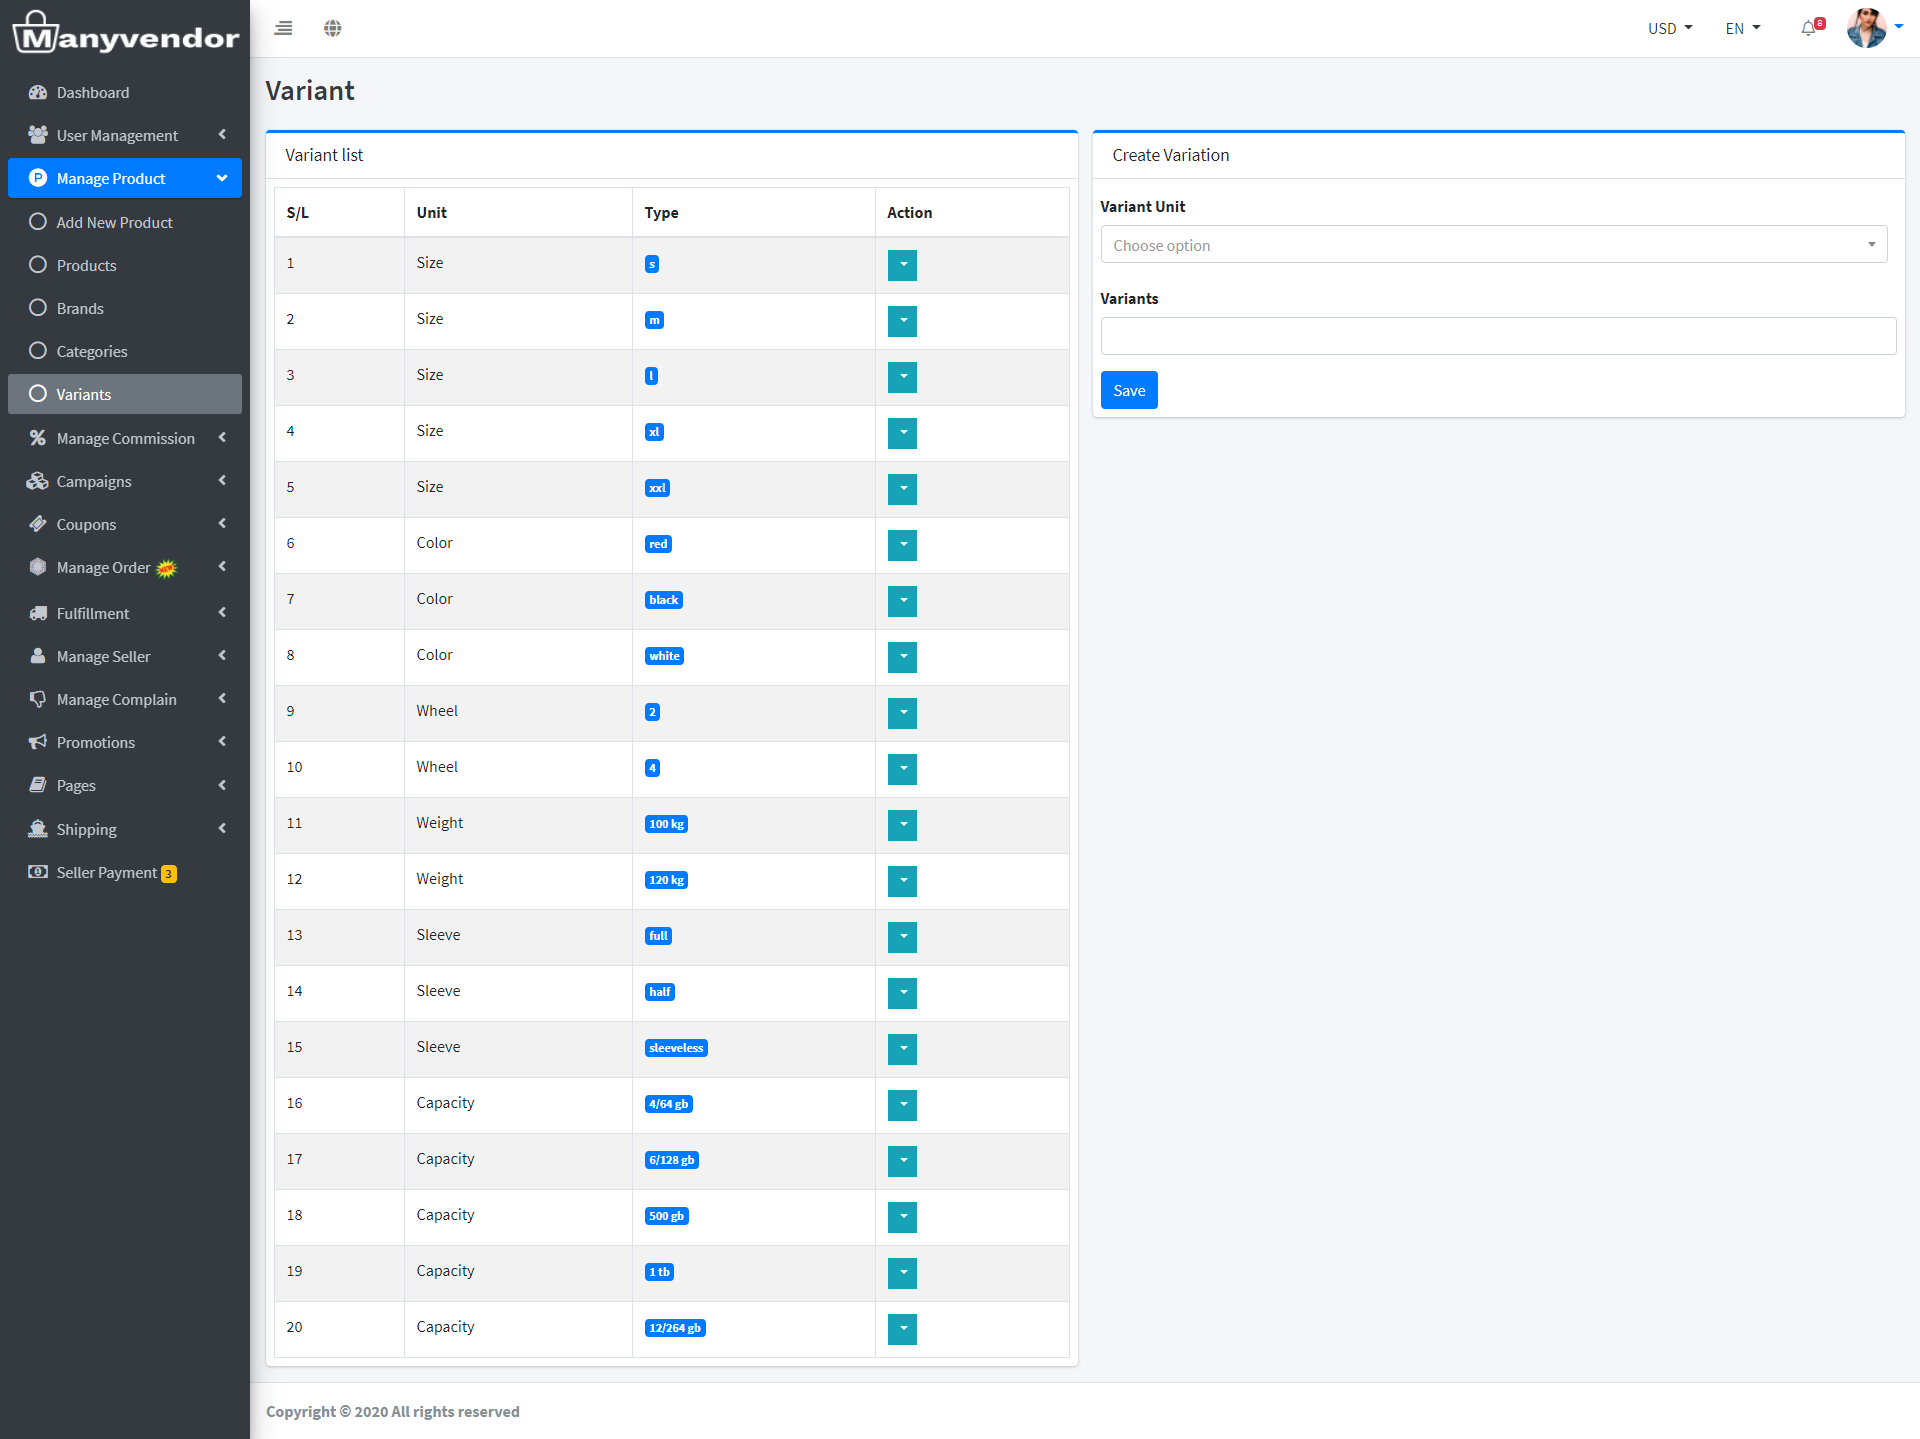 Manyvendor
USD
EN
8
Dashboard
User Management
Manage Product
Add New Product
Products
Brands
Categories
Variants
Manage Commission
Campaigns
Coupons
Manage Order NEW
Fulfillment
Manage Seller
Manage Complain
Promotions
Pages
Shipping
Seller Payment 3
Variant
Variant list
S/L Unit Type Action
1 Size s
2 Size m
3 Size l
4 Size xl
5 Size xxl
6 Color red
7 Color black
8 Color white
9 Wheel 2
10 Wheel 4
11 Weight 100 kg
12 Weight 120 kg
13 Sleeve full
14 Sleeve half
15 Sleeve sleeveless
16 Capacity 4/64 gb
17 Capacity 6/128 gb
18 Capacity 500 gb
19 Capacity 1 tb
20 Capacity 12/264 gb
Create Variation
Variant Unit
Choose option
Variants
Save
Copyright © 2020 All rights reserved